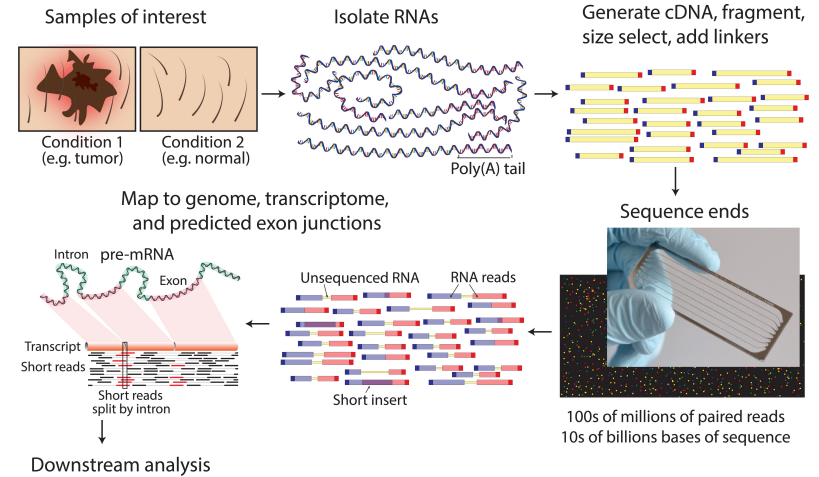 Samples of interest
Isolate RNAs
Generate cDNA, fragment,
size select, add linkers
Condition 1
(e.g. tumor)
Condition 2
(e.g. normal)
Poly(A) tail
Map to genome, transcriptome,
and predicted exon junctions
Sequence ends
Intron
pre-mRNA
Exon
Unsequenced RNA
RNA reads
Transcript
Short reads
Short reads
split by intron
Short insert
100s of millions of paired reads
10s of billions bases of sequence
Downstream analysis